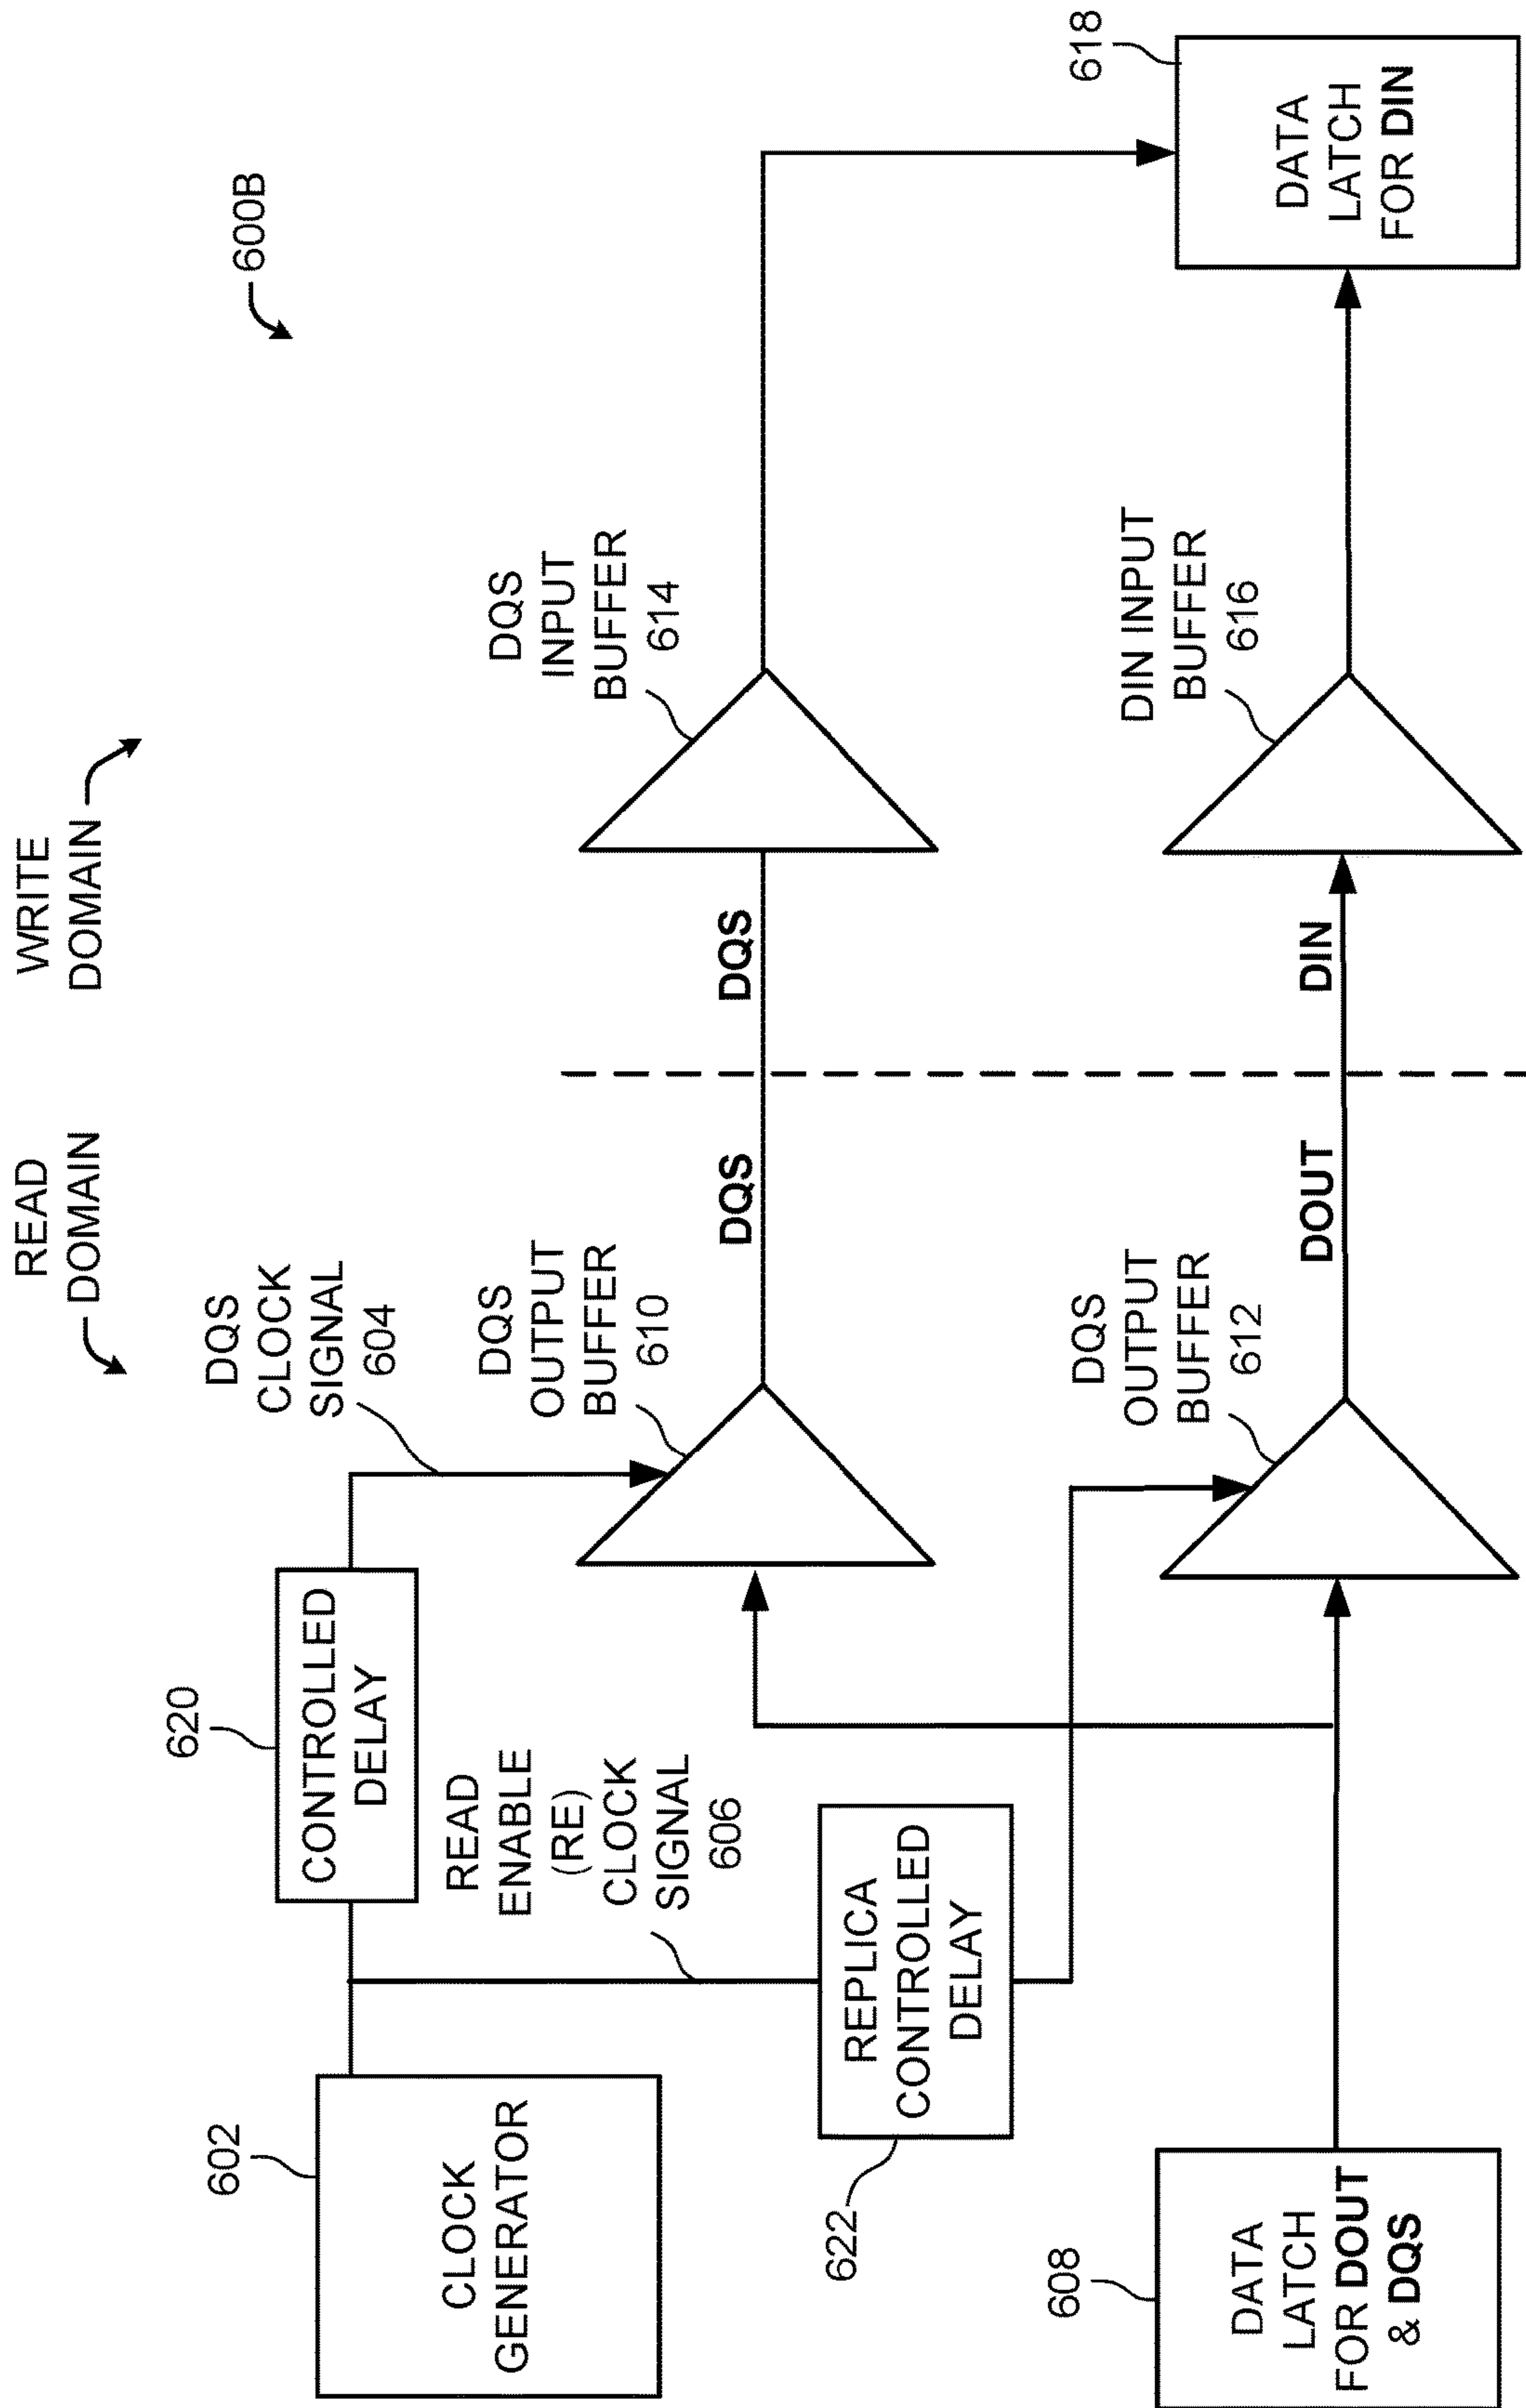 READ
DOMAIN
WRITE
DOMAIN
600B
602
CLOCK
GENERATOR
620
CONTROLLED
DELAY
DQS
CLOCK
SIGNAL
604
READ
ENABLE
(RE)
CLOCK
SIGNAL
606
DQS
OUTPUT
BUFFER
610
DQS
DQS
DQS
INPUT
BUFFER
614
622
REPLICA
CONTROLLED
DELAY
608
DATA
LATCH
FOR DOUT
& DQS
DQS
OUTPUT
BUFFER
612
DOUT
DIN
DIN INPUT
BUFFER
616
618
DATA
LATCH
FOR DIN